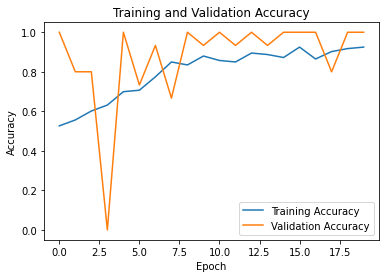 Training and Validation Accuracy
Accuracy
1.0
0.8
0.6
0.4
0.2
0.0
Training Accuracy
Validation Accuracy
0.0 2.5 5.0 7.5 10.0 12.5 15.0 17.5
Epoch